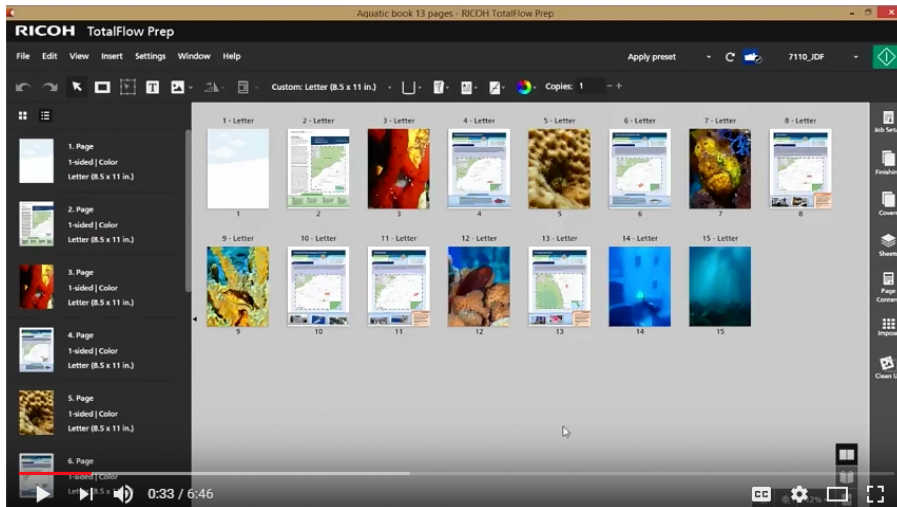 Aquatic book 13 pages - RICOH TotalFlow Prep
RICOH TotalFlow Prep
File Edit View Insert Settings Window Help
Apply preset
7110_JDF
T
Custom: Letter (8.5 x 11 in.)
Copies: 1 - +
1. Page
1-sided | Color
Letter (8.5 x 11 in.)
2. Page
1-sided | Color
Letter (8.5 x 11 in.)
3. Page
1-sided | Color
Letter (8.5 x 11 in.)
4. Page
1-sided | Color
Letter (8.5 x 11 in.)
5. Page
1-sided | Color
Letter (8.5 x 11 in.)
6. Page
1-sided | Color
1 - Letter 2 - Letter 3 - Letter 4 - Letter 5 - Letter 6 - Letter 7 - Letter 8 - Letter
1 2 3 4 5 6 7 8
9 - Letter 10 - Letter 11 - Letter 12 - Letter 13 - Letter 14 - Letter 15 - Letter
9 10 11 12 13 14 15
Job Setu
Finishin
Covers
Sheets
Page
Conten
Impos
Clean U
0:33 / 6:46
CC